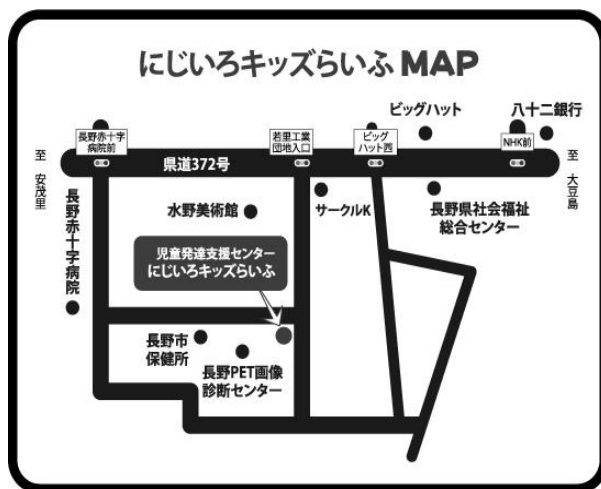 にじいろキッズらいふ MAP
ビッグハット
八十二銀行
長野赤十字
病院前
若里工業
団地入口
ビッグ
ハット西
NHK前
至 安茂里
県道372号
至 大豆島
長野赤十字病院
水野美術館
サークルK
長野県社会福祉
総合センター
児童発達支援センター
にじいろキッズらいふ
長野市
保健所
長野PET画像
診断センター